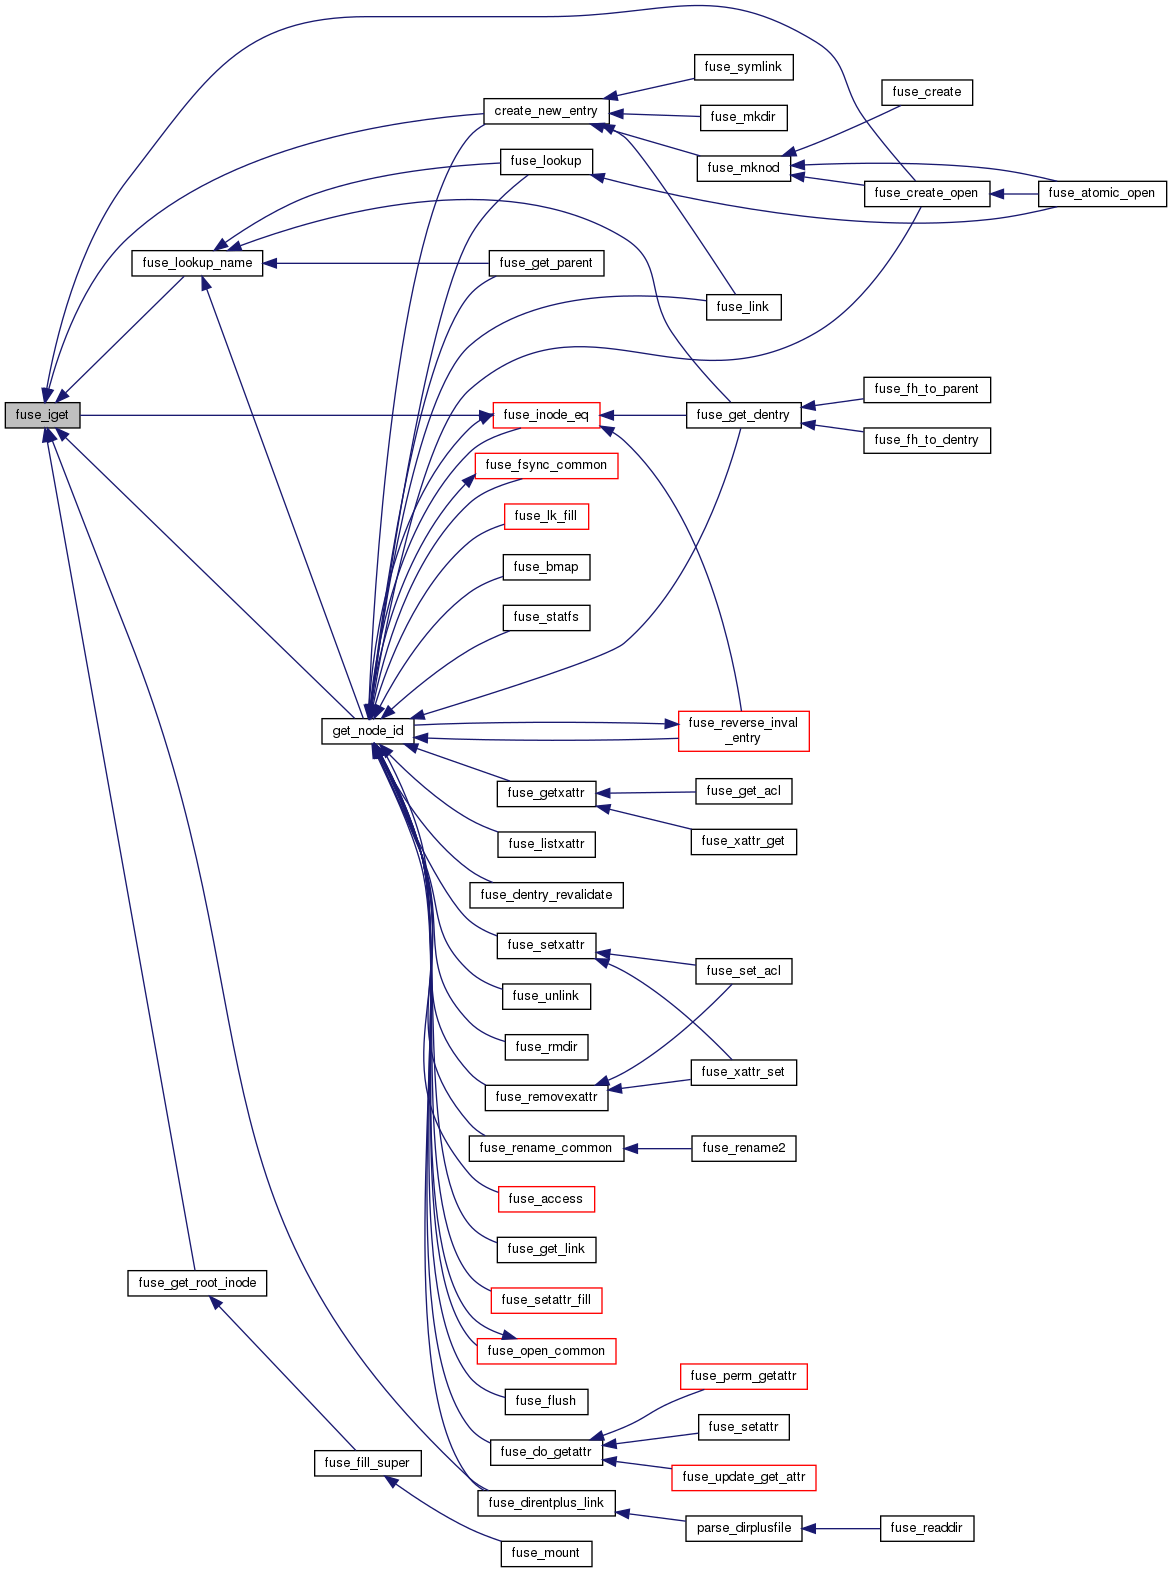 fuse_symlink
fuse_create
create_new_entry
fuse_mkdir
fuse_lookup
fuse_mknod
fuse_create_open
fuse_atomic_open
fuse_lookup_name
fuse_get_parent
fuse_link
fuse_fh_to_parent
fuse_iget
fuse_inode_eq
fuse_get_dentry
fuse_fh_to_dentry
fuse_fsync_common
fuse_lk_fill
fuse_bmap
fuse_statfs
get_node_id
fuse_reverse_inval
_entry
fuse_getxattr
fuse_get_acl
fuse_listxattr
fuse_xattr_get
fuse_dentry_revalidate
fuse_setxattr
fuse_set_acl
fuse_unlink
fuse_rmdir
fuse_xattr_set
fuse_removexattr
fuse_rename_common
fuse_rename2
fuse_access
fuse_get_link
fuse_get_root_inode
fuse_setattr_fill
fuse_open_common
fuse_perm_getattr
fuse_flush
fuse_setattr
fuse_do_getattr
fuse_fill_super
fuse_update_get_attr
fuse_direntplus_link
parse_dirplusfile
fuse_readdir
fuse_mount